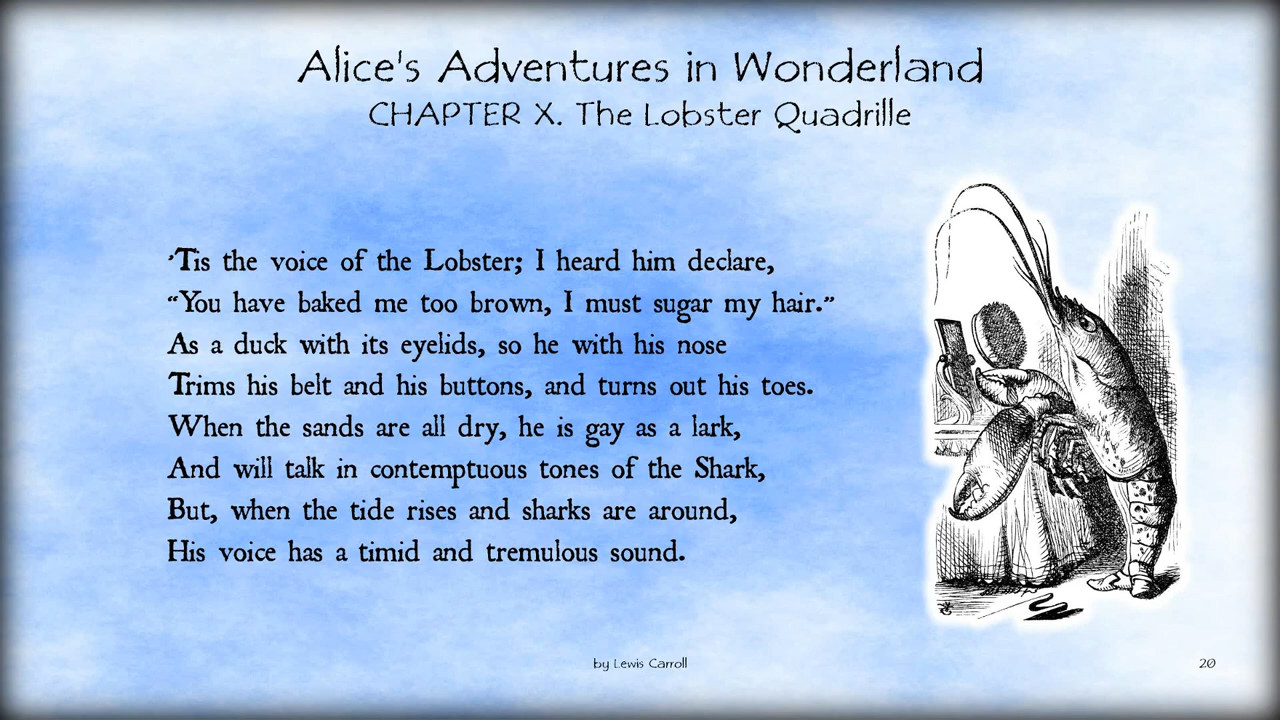 Alice's Adventures in Wonderland
CHAPTER X. The Lobster Quadrille
’Tis the voice of the Lobster; I heard him declare,
“You have baked me too brown, I must sugar my hair.”
As a duck with its eyelids, so he with his nose
Trims his belt and his buttons, and turns out his toes.
When the sands are all dry, he is gay as a lark,
And will talk in contemptuous tones of the Shark,
But, when the tide rises and sharks are around,
His voice has a timid and tremulous sound.
by Lewis Carroll
20